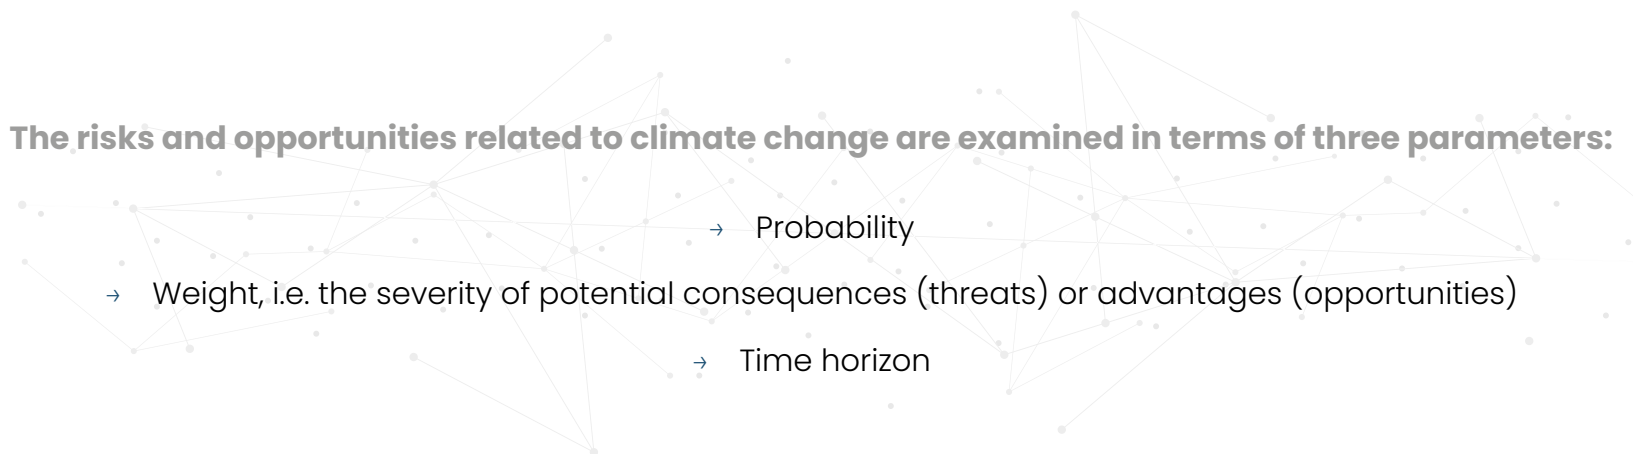 The risks and opportunities related to climate change are examined in terms of three parameters:
→ Probability
→ Weight, i.e. the severity of potential consequences (threats) or advantages (opportunities)
→ Time horizon